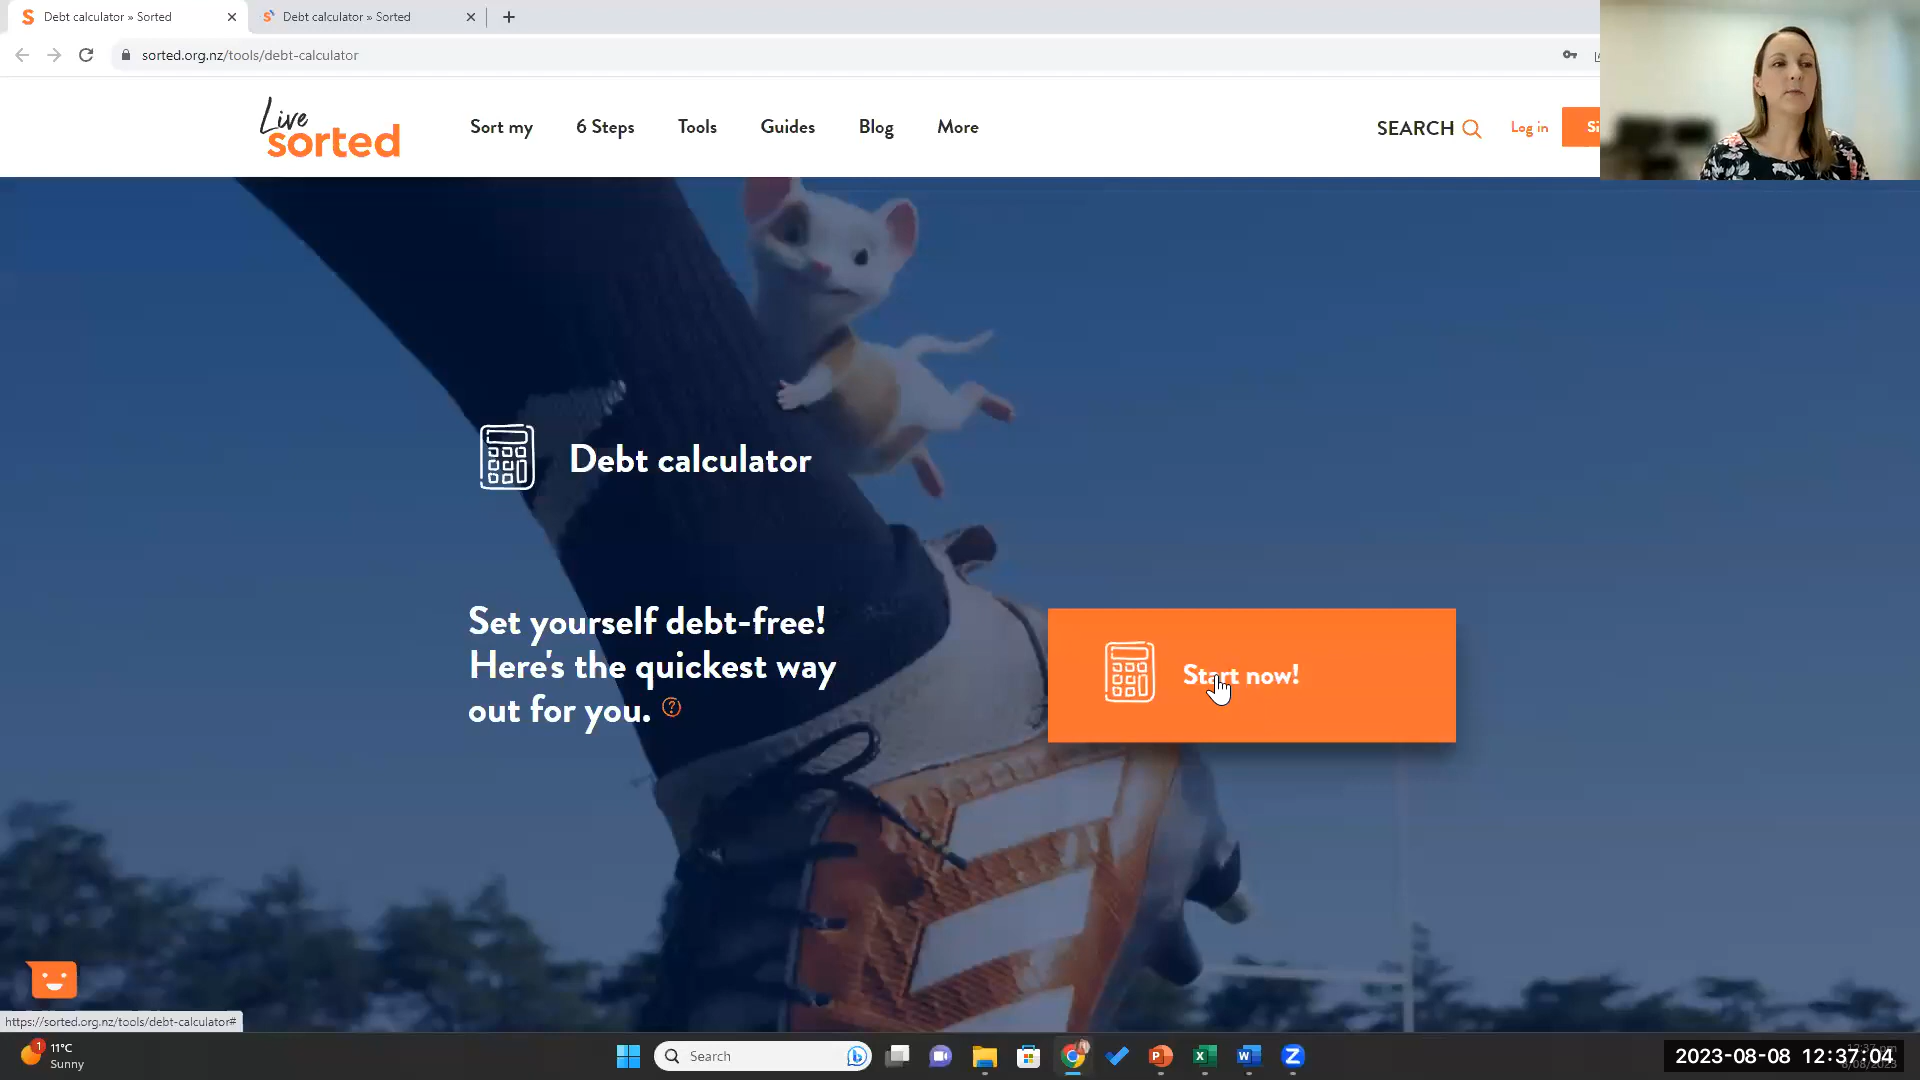 Debt calculator » Sorted
Debt calculator » Sorted
sorted.org.nz/tools/debt-calculator
Live sorted
Sort my
6 Steps
Tools
Guides
Blog
More
SEARCH
Log in
Debt calculator
Set yourself debt-free!
Here's the quickest way
out for you. ?
Start now!
https://sorted.org.nz/tools/debt-calculator#
1
11°C
Sunny
Search
2023-08-08 12:37:04